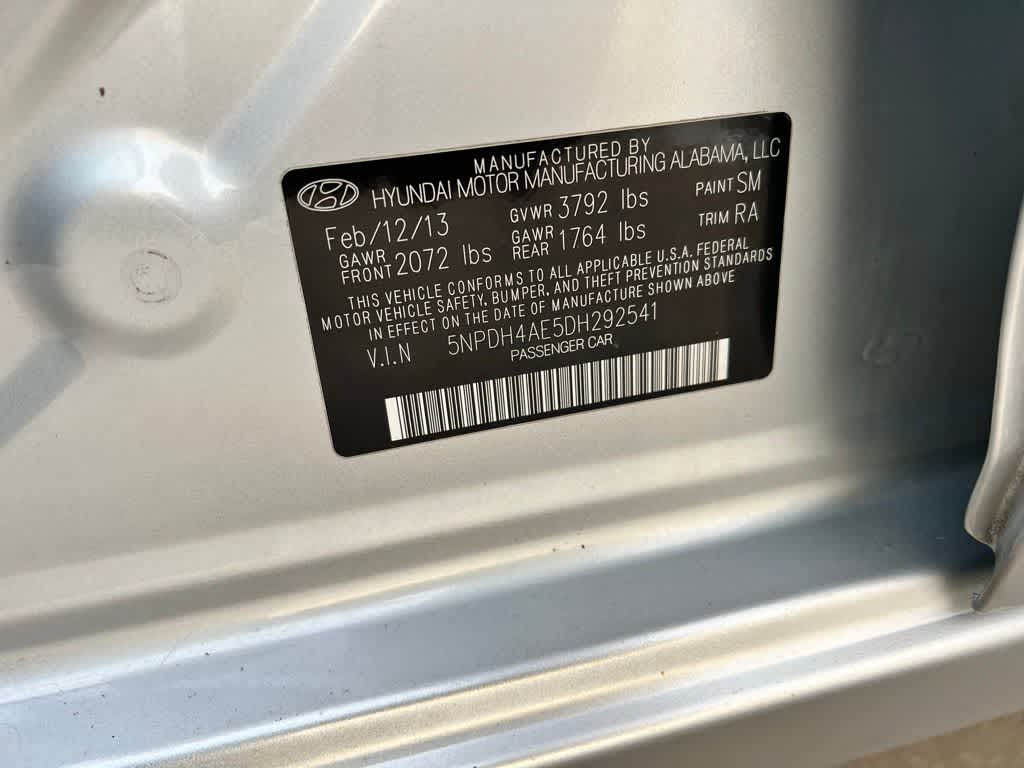 MANUFACTURED BY
HYUNDAI MOTOR MANUFACTURING ALABAMA, LLC
Feb/12/13 GVWR 3792 lbs PAINT SM
GAWR FRONT 2072 lbs GAWR REAR 1764 lbs TRIM RA
THIS VEHICLE CONFORMS TO ALL APPLICABLE U.S.A. FEDERAL
MOTOR VEHICLE SAFETY, BUMPER, AND THEFT PREVENTION STANDARDS
IN EFFECT ON THE DATE OF MANUFACTURE SHOWN ABOVE
V.I.N 5NPDH4AE5DH292541
PASSENGER CAR